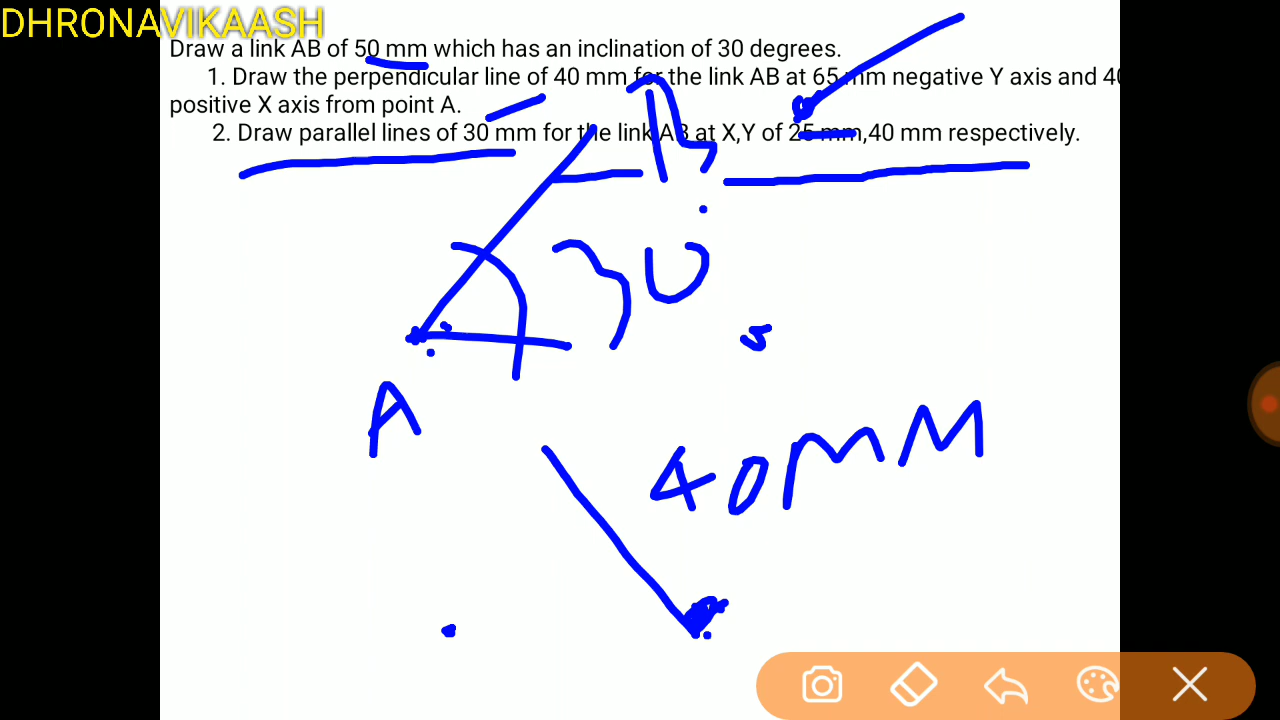 DHRONAVIKAASH
Draw a link AB of 50 mm which has an inclination of 30 degrees.
1. Draw the perpendicular line of 40 mm for the link AB at 65 mm negative Y axis and 40
positive X axis from point A.
2. Draw parallel lines of 30 mm for the link AB at X,Y of 25 mm,40 mm respectively.
30
A
40MM